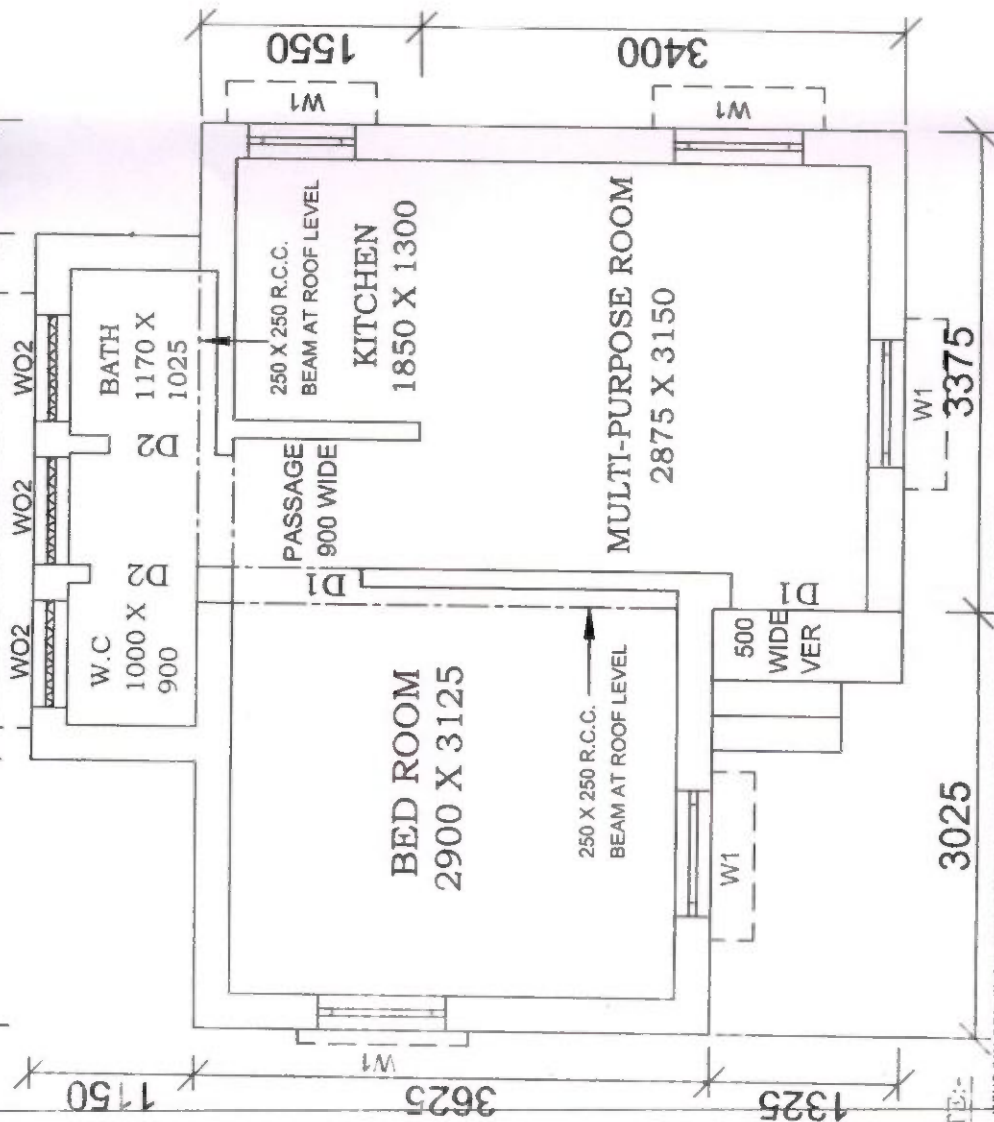 WO2
WO2
WO2
BATH
1170 X
1025
D2
D2
W.C
1000 X
900
1550
3400
W1
W1
250 X 250 R.C.C.
BEAM AT ROOF LEVEL
KITCHEN
1850 X 1300
PASSAGE
900 WIDE
D1
MULTI-PURPOSE ROOM
2875 X 3150
BED ROOM
2900 X 3125
250 X 250 R.C.C.
BEAM AT ROOF LEVEL
500
WIDE
VER
D1
W1
W1
W1
3375
3025
1150
3625
1325